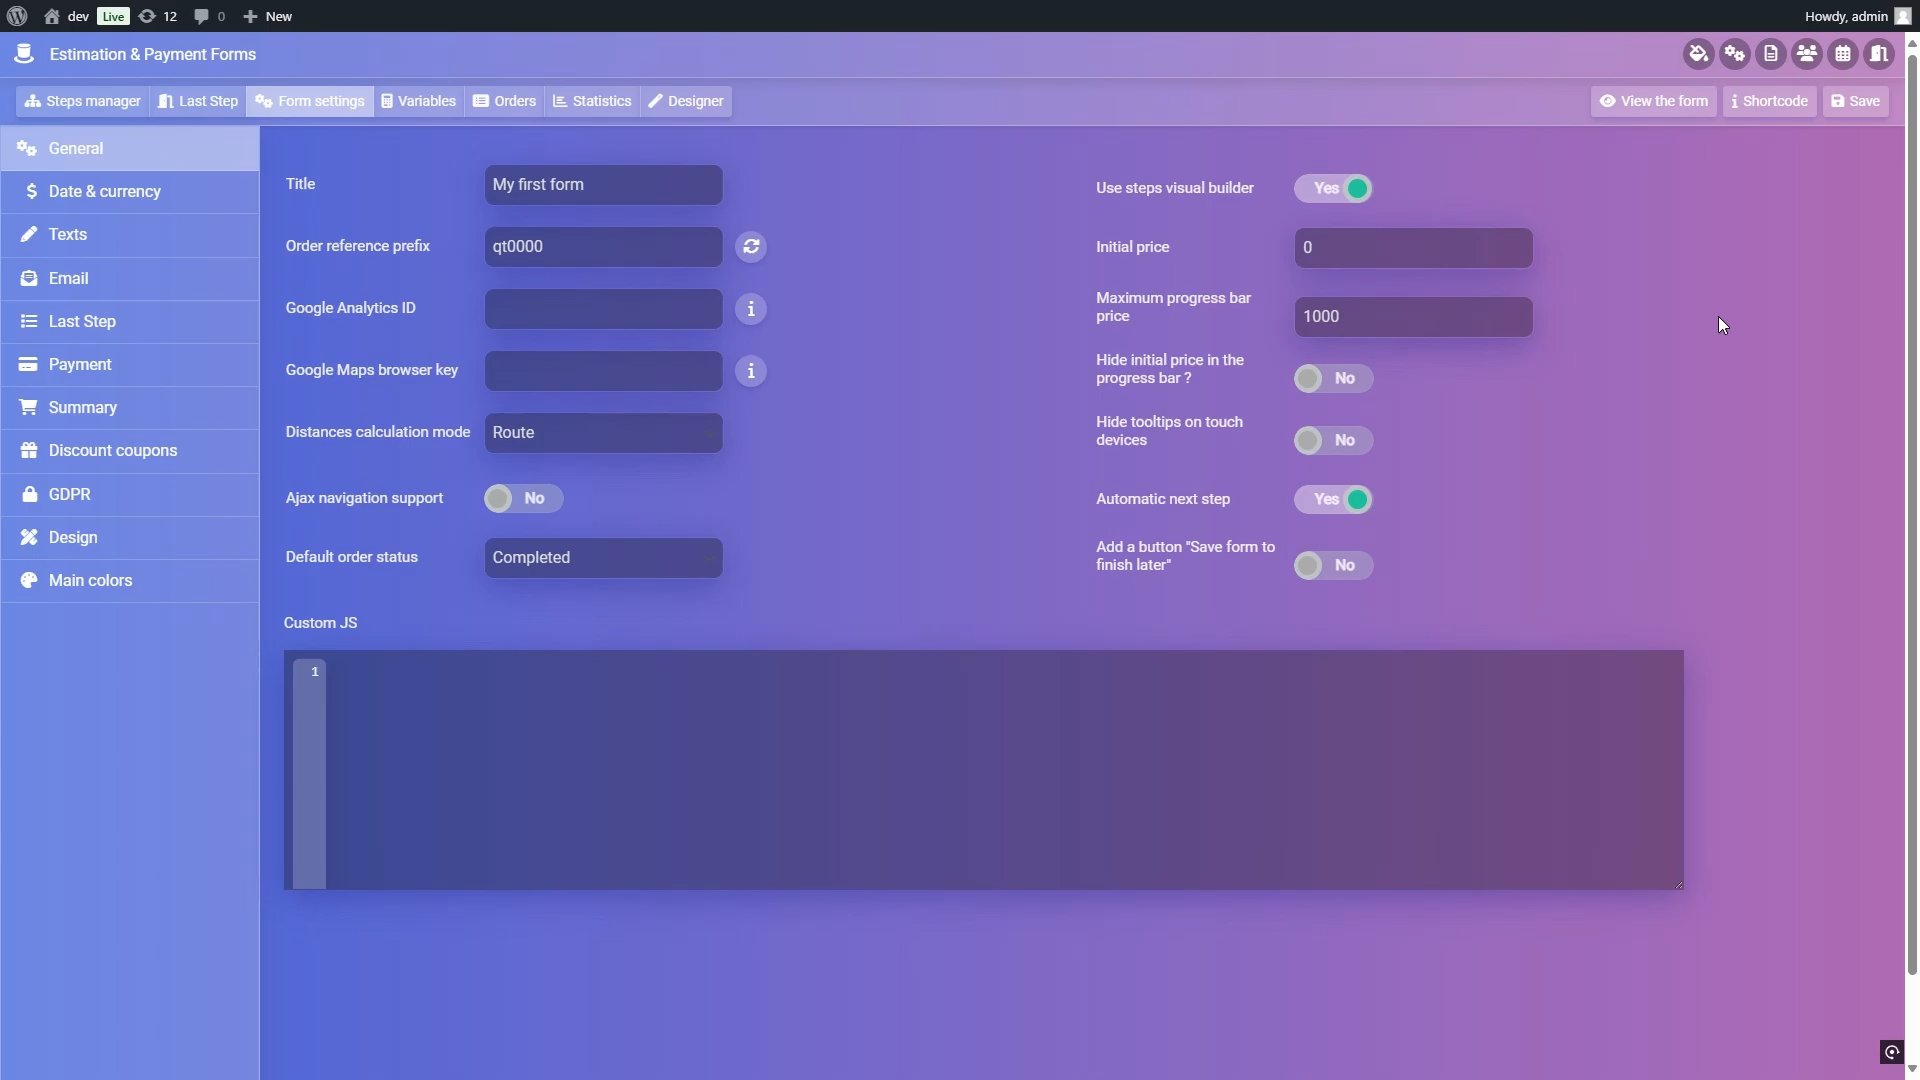 dev Live 12 0 New
Howdy, admin
Estimation & Payment Forms
Steps manager Last Step Form settings Variables Orders Statistics Designer
View the form Shortcode Save
General
Date & currency
Texts
Email
Last Step
Payment
Summary
Discount coupons
GDPR
Design
Main colors
Title My first form
Order reference prefix qt0000
Google Analytics ID
Google Maps browser key
Distances calculation mode Route
Ajax navigation support No
Default order status Completed
Use steps visual builder Yes
Initial price 0
Maximum progress bar
price 1000
Hide initial price in the
progress bar ? No
Hide tooltips on touch
devices No
Automatic next step Yes
Add a button "Save form to
finish later" No
Custom JS
1